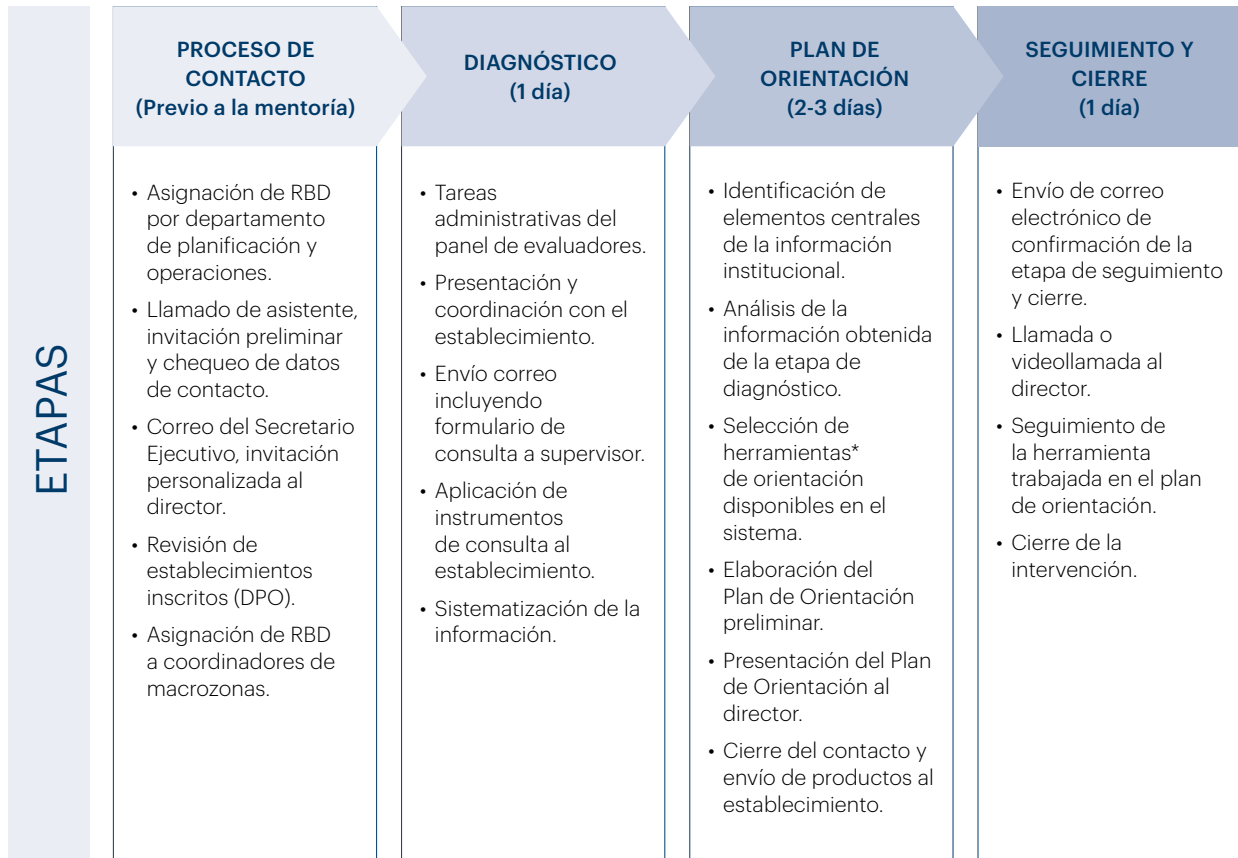 ETAPAS
PROCESO DE
CONTACTO
(Previo a la mentoría)
• Asignación de RBD
por departamento
de planificación y
operaciones.
• Llamado de asistente,
invitación preliminar
y chequeo de datos
de contacto.
• Correo del Secretario
Ejecutivo, invitación
personalizada al
director.
• Revisión de
establecimientos
inscritos (DPO).
• Asignación de RBD
a coordinadores de
macrozonas.
DIAGNÓSTICO
(1 día)
• Tareas
administrativas del
panel de evaluadores.
• Presentación y
coordinación con el
establecimiento.
• Envío correo
incluyendo
formulario de
consulta a supervisor.
• Aplicación de
instrumentos
de consulta al
establecimiento.
• Sistematización de la
información.
PLAN DE
ORIENTACIÓN
(2-3 días)
• Identificación de
elementos centrales
de la información
institucional.
• Análisis de la
información obtenida
de la etapa de
diagnóstico.
• Selección de
herramientas*
de orientación
disponibles en el
sistema.
• Elaboración del
Plan de Orientación
preliminar.
• Presentación del Plan
de Orientación al
director.
• Cierre del contacto y
envío de productos al
establecimiento.
SEGUIMIENTO Y
CIERRE
(1 día)
• Envío de correo
electrónico de
confirmación de la
etapa de seguimiento
y cierre.
• Llamada o
videollamada al
director.
• Seguimiento de
la herramienta
trabajada en el plan
de orientación.
• Cierre de la
intervención.